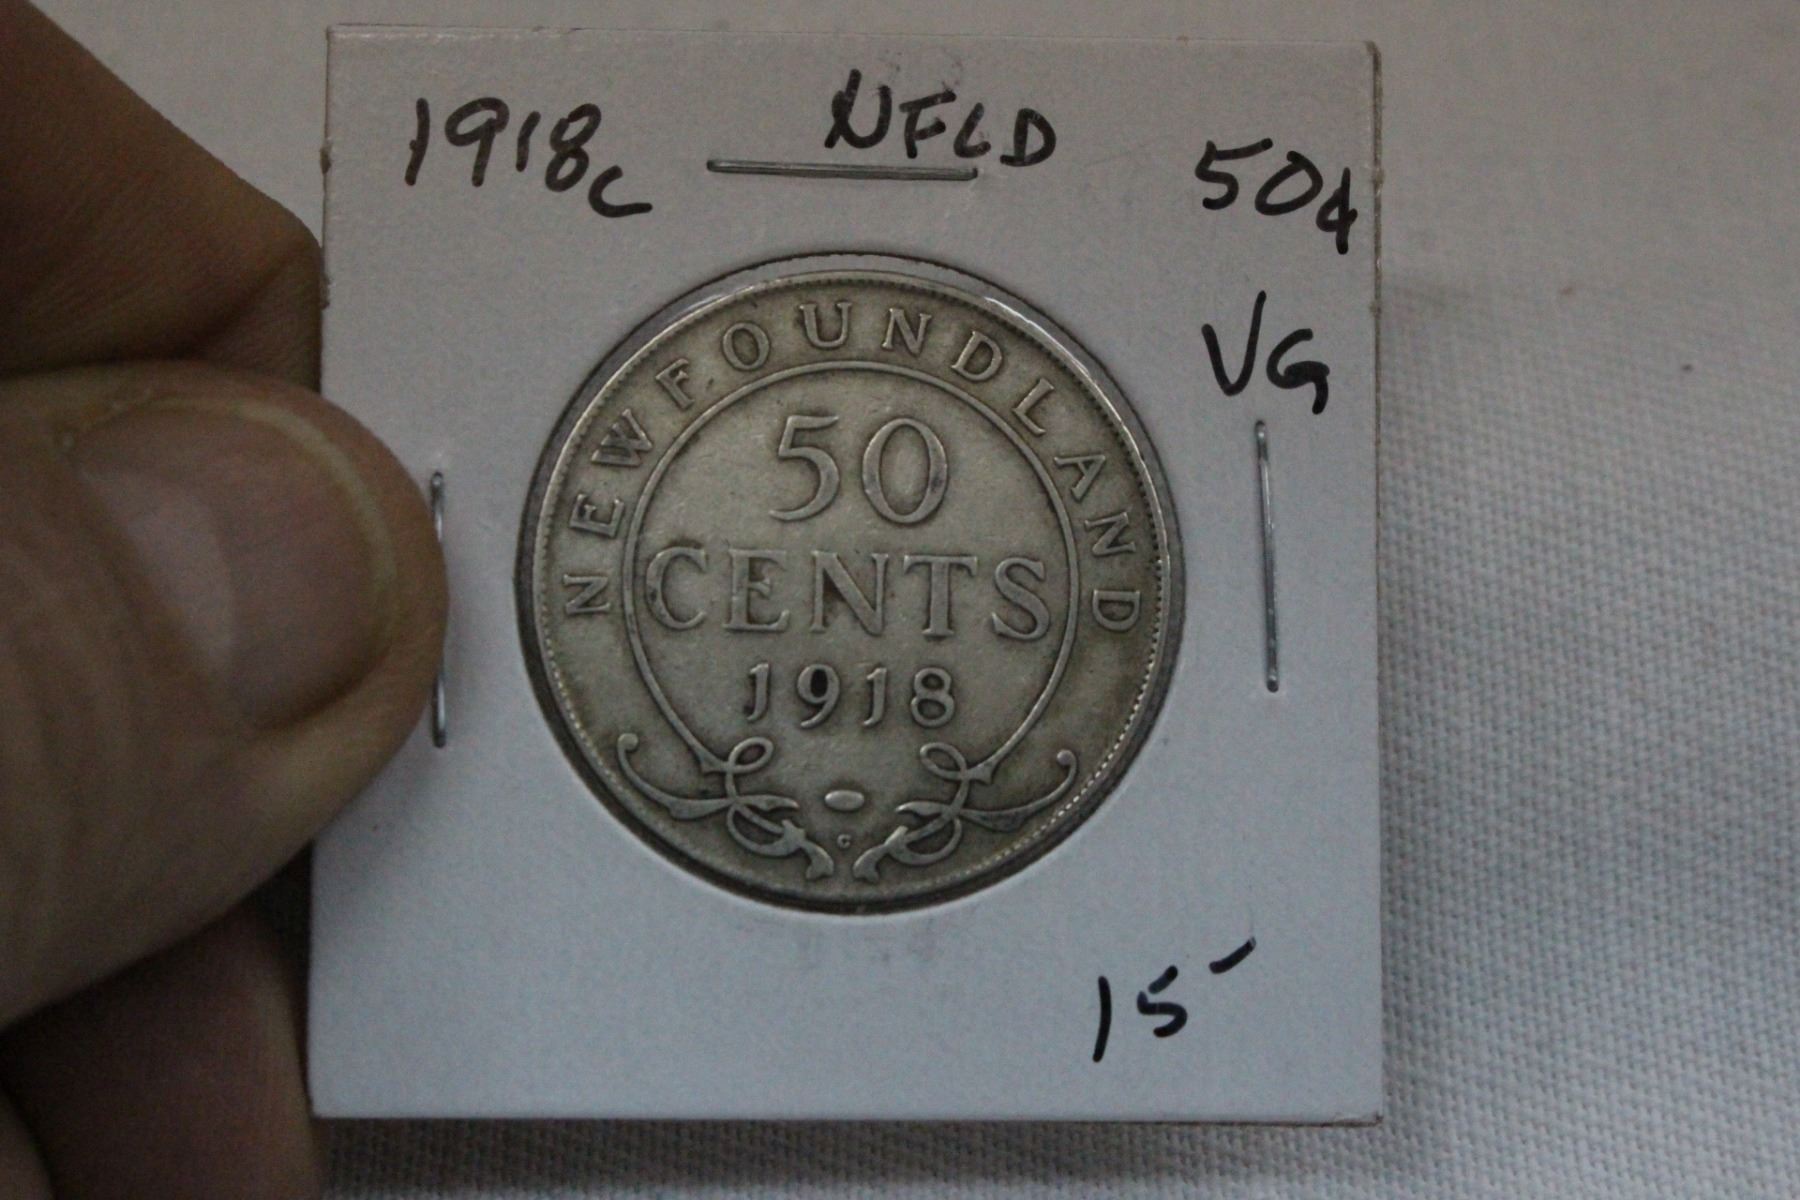 1918c NFLD 50¢
VG
NEWFOUNDLAND
50
CENTS
1918
C
15-